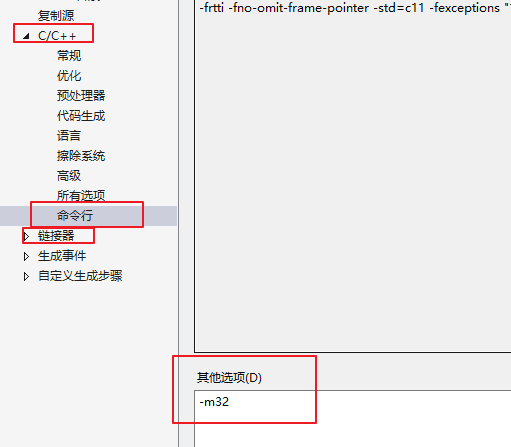 复制源
C/C++
常规
优化
预处理器
代码生成
语言
擦除系统
高级
所有选项
命令行
链接器
生成事件
自定义生成步骤
-frtti -fno-omit-frame-pointer -std=c11 -fexceptions "
其他选项(D)
-m32